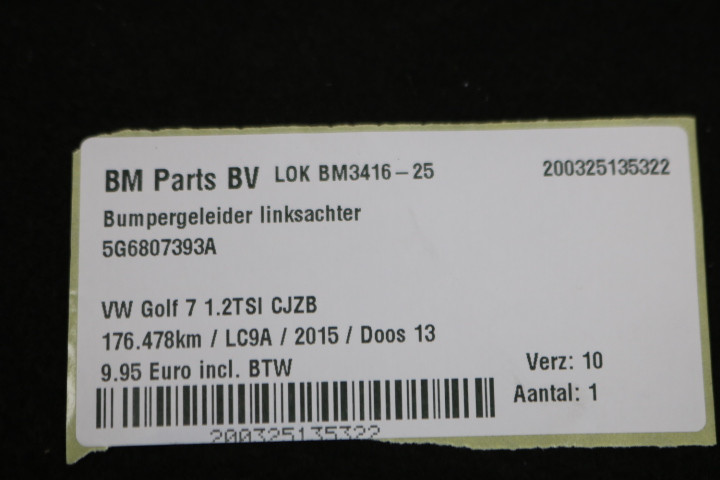 BM Parts BV LOK BM3416-25 200325135322
Bumpergeleider linksachter
5G6807393A
VW Golf 7 1.2TSI CJZB
176.478km / LC9A / 2015 / Doos 13
9.95 Euro incl. BTW Verz: 10
Aantal: 1
200325135322